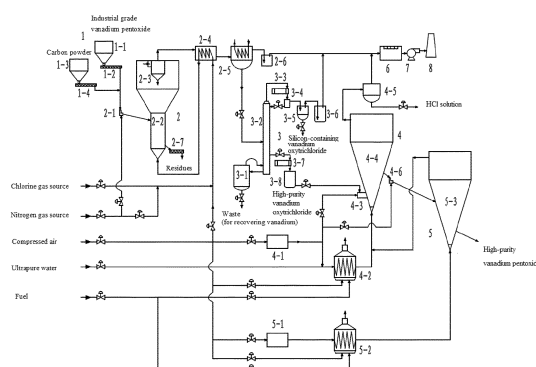 Industrial grade
vanadium pentoxide
1
1-1
Carbon powder
1-3
1-2
1-4
2-1
2-2
2-3
2
2-4
2-5
2-6
2-7
Residues
3-3
3-4
3-2
3
3-5
3-6
Silicon-containing
vanadium
oxytrichloride
3-7
3-1
3-8
High-purity
vanadium
oxytrichloride
Waste
(for recovering vanadium)
6
7
8
4-5
HCl solution
4
4-4
4-6
4-3
5-3
5
High-purity
vanadium pentoxide
Chlorine gas source
Nitrogen gas source
Compressed air
4-1
Ultrapure water
4-2
Fuel
5-1
5-2